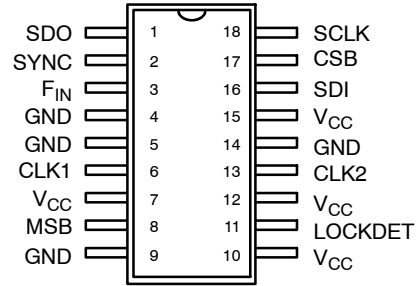 SDO 1 18 SCLK
SYNC 2 17 CSB
FIN 3 16 SDI
GND 4 15 VCC
GND 5 14 GND
CLK1 6 13 CLK2
VCC 7 12 VCC
MSB 8 11 LOCKDET
GND 9 10 VCC